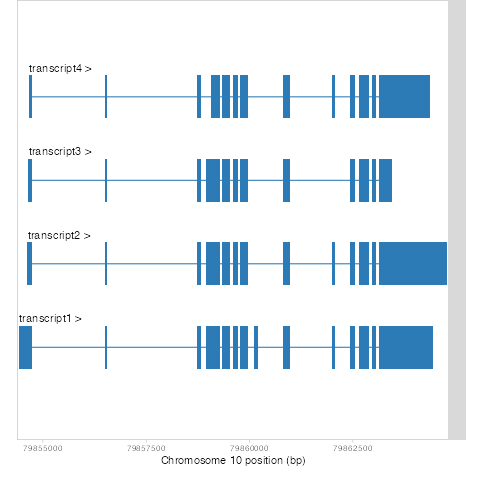 transcript4 >
transcript3 >
transcript2 >
transcript1 >
79855000 79857500 79860000 79862500
Chromosome 10 position (bp)